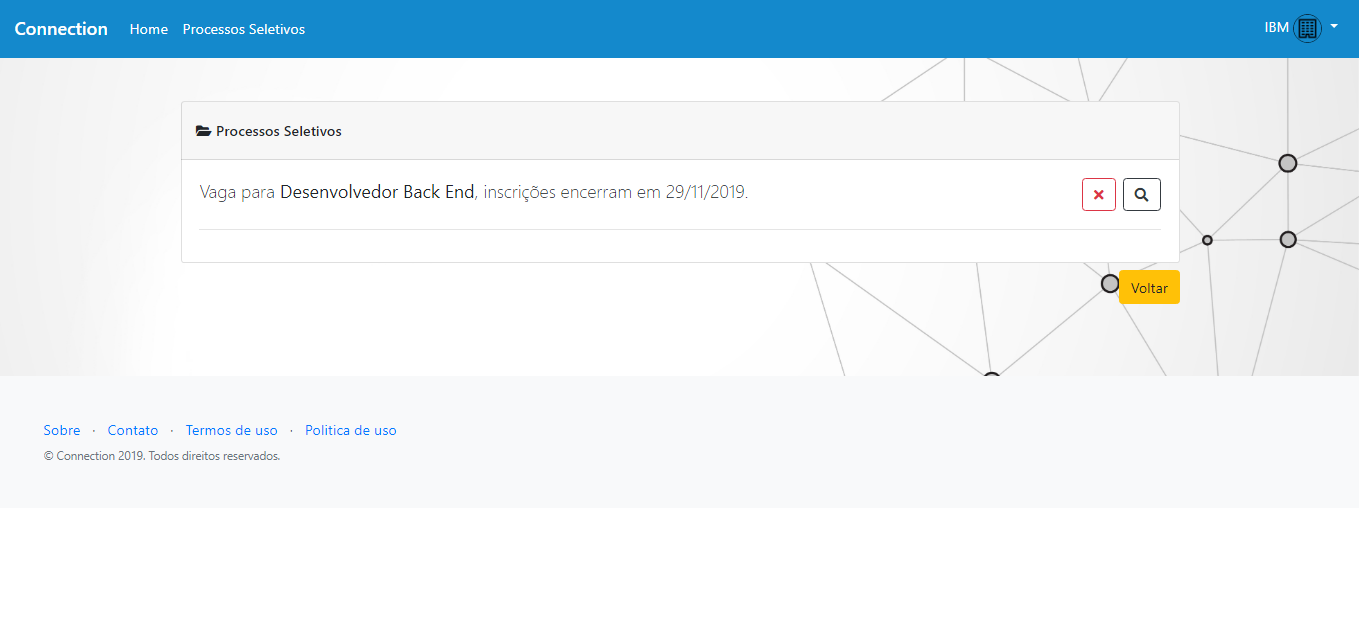 Connection Home Processos Seletivos IBM
Processos Seletivos
Vaga para Desenvolvedor Back End, inscrições encerram em 29/11/2019.
Voltar
Sobre · Contato · Termos de uso · Politica de uso
© Connection 2019. Todos direitos reservados.